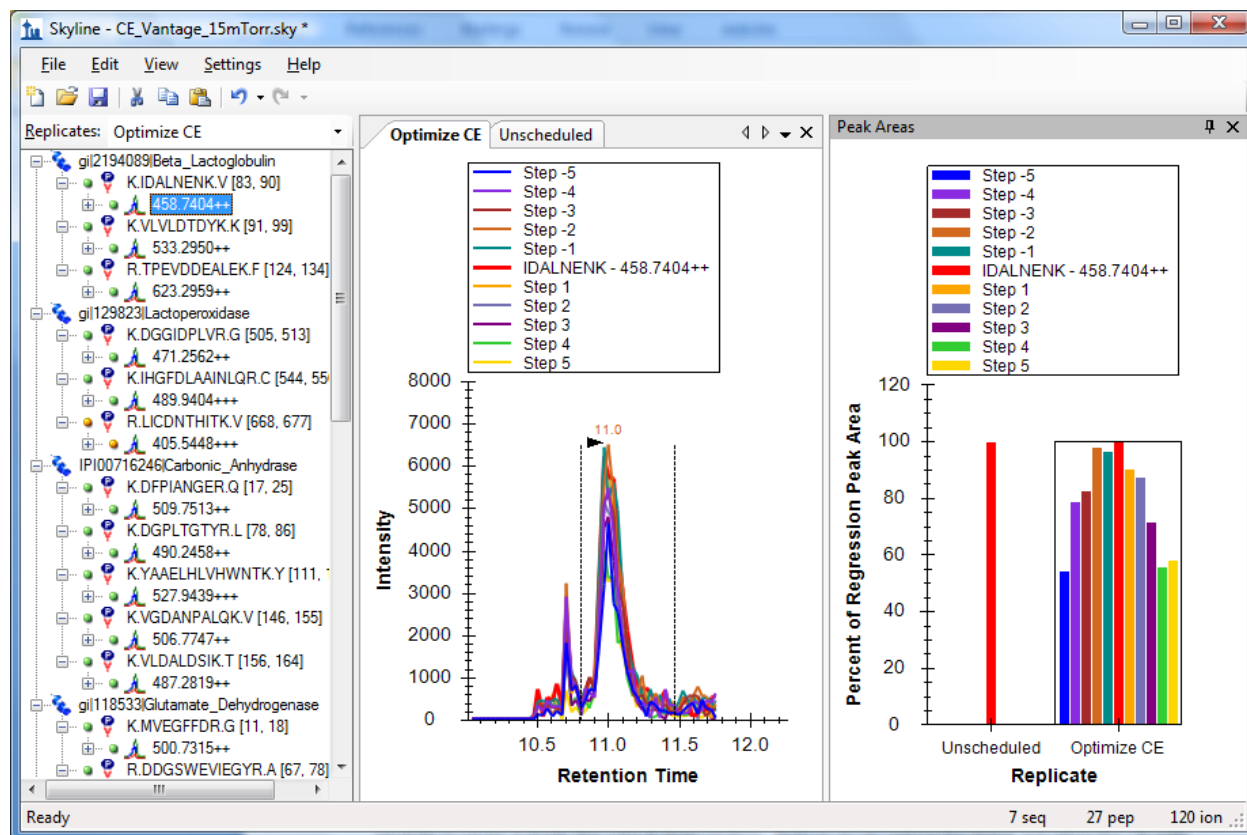 Skyline - CE_Vantage_15mTorr.sky *
File Edit View Settings Help
Replicates: Optimize CE
gi|2194089|Beta_Lactoglobulin
K.IDALNENK.V [83, 90]
458.7404++
K.VLVLDTDYK.K [91, 99]
533.2950++
R.TPEVDDEALEK.F [124, 134]
623.2959++
gi|129823|Lactoperoxidase
K.DGGIDPLVR.G [505, 513]
471.2562++
K.IHGFDLAAINLQR.C [544, 55
489.9404+++
R.LICDNTHITK.V [668, 677]
405.5448+++
IPI00716246|Carbonic_Anhydrase
K.DFPIANGER.Q [17, 25]
509.7513++
K.DGPLTGTYR.L [78, 86]
490.2458++
K.YAAELHLVHWNTK.Y [111,
527.9439+++
K.VGDANPALQK.V [146, 155]
506.7747++
K.VLDALDSIK.T [156, 164]
487.2819++
gi|118533|Glutamate_Dehydrogenase
K.MVEGFFDR.G [11, 18]
500.7315++
R.DDGSWEVIEGYR.A [67, 78]
Optimize CE Unscheduled
Step -5
Step -4
Step -3
Step -2
Step -1
IDALNENK - 458.7404++
Step 1
Step 2
Step 3
Step 4
Step 5
8000
7000
6000
5000
4000
3000
2000
1000
0
Intensity
11.0
10.5 11.0 11.5 12.0
Retention Time
Peak Areas
Step -5
Step -4
Step -3
Step -2
Step -1
IDALNENK - 458.7404++
Step 1
Step 2
Step 3
Step 4
Step 5
120
100
80
60
40
20
0
Percent of Regression Peak Area
Unscheduled Optimize CE
Replicate
Ready 7 seq 27 pep 120 ion